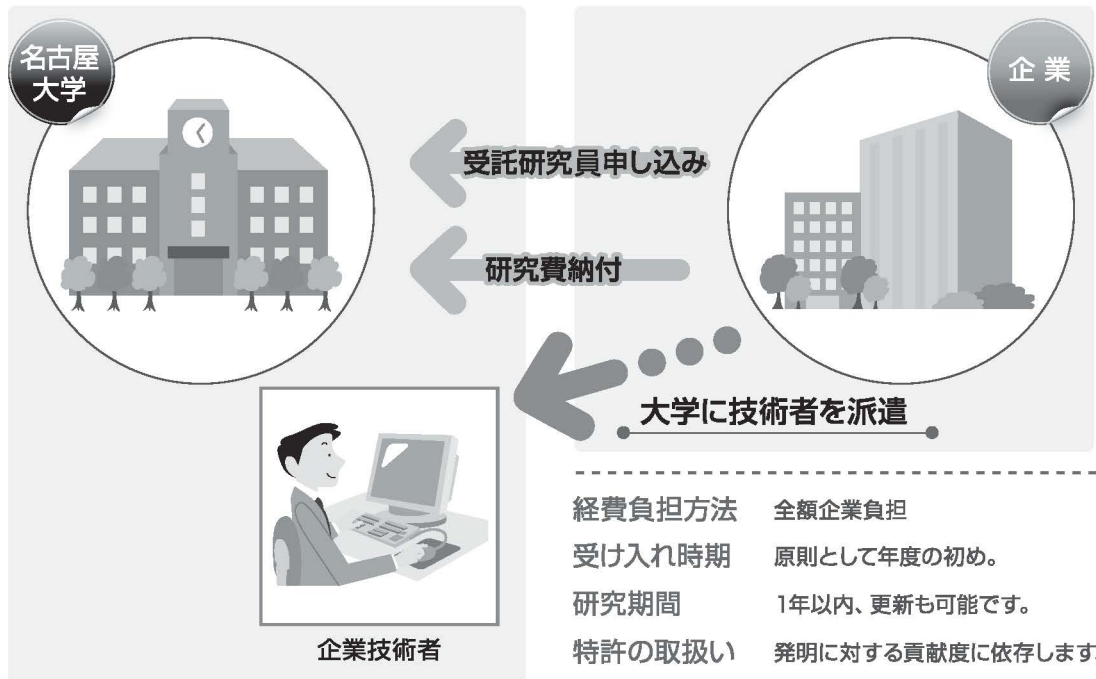 名古屋
大学
企業
受託研究員申し込み
研究費納付
大学に技術者を派遣
企業技術者
経費負担方法 全額企業負担
受け入れ時期 原則として年度の初め。
研究期間 1年以内、更新も可能です。
特許の取扱い 発明に対する貢献度に依存します。